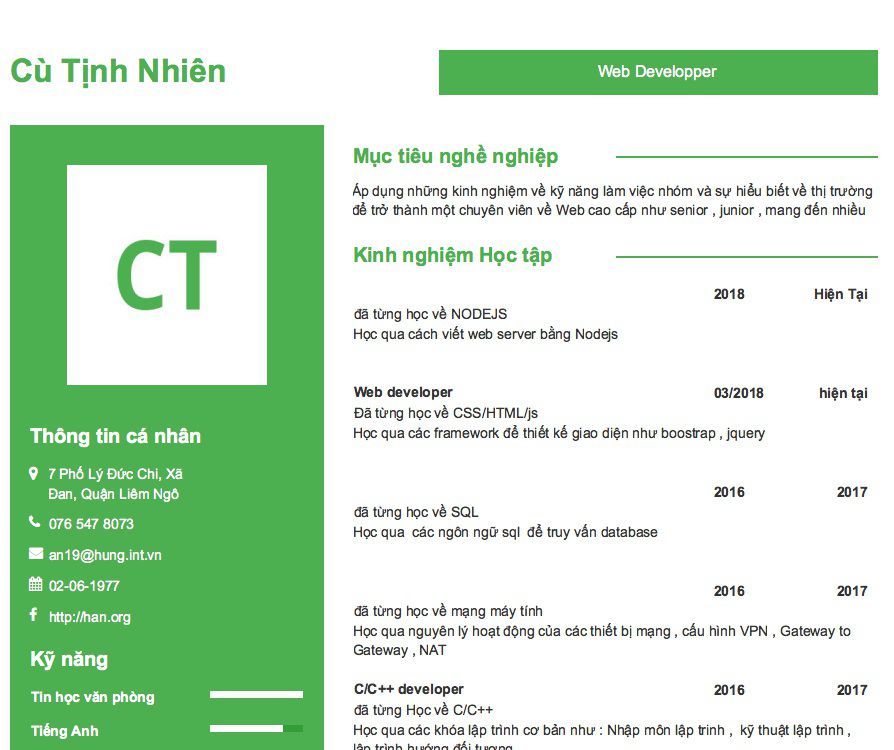 Cù Tịnh Nhiên
Web Developper
CT
Thông tin cá nhân
7 Phố Lý Đức Chi, Xã
Đan, Quận Liêm Ngô
076 547 8073
an19@hung.int.vn
02-06-1977
http://han.org
Kỹ năng
Tin học văn phòng
Tiếng Anh
Mục tiêu nghề nghiệp
Áp dụng những kinh nghiệm về kỹ năng làm việc nhóm và sự hiểu biết về thị trường
để trở thành một chuyên viên về Web cao cấp như senior , junior , mang đến nhiều
Kinh nghiệm Học tập
2018 Hiện Tại
đã từng học về NODEJS
Học qua cách viết web server bằng Nodejs
Web developer 03/2018 hiện tại
Đã từng học về CSS/HTML/js
Học qua các framework để thiết kế giao diện như boostrap , jquery
2016 2017
đã từng học về SQL
Học qua  các ngôn ngữ sql  để truy vấn database
2016 2017
đã từng học về mạng máy tính
Học qua nguyên lý hoạt động của các thiết bị mạng , cấu hình VPN , Gateway to
Gateway , NAT
C/C++ developer 2016 2017
đã từng Học về C/C++
Học qua các khóa lập trình cơ bản như : Nhập môn lập trinh ,  kỹ thuật lập trình ,
lập trình hướng đối tượng